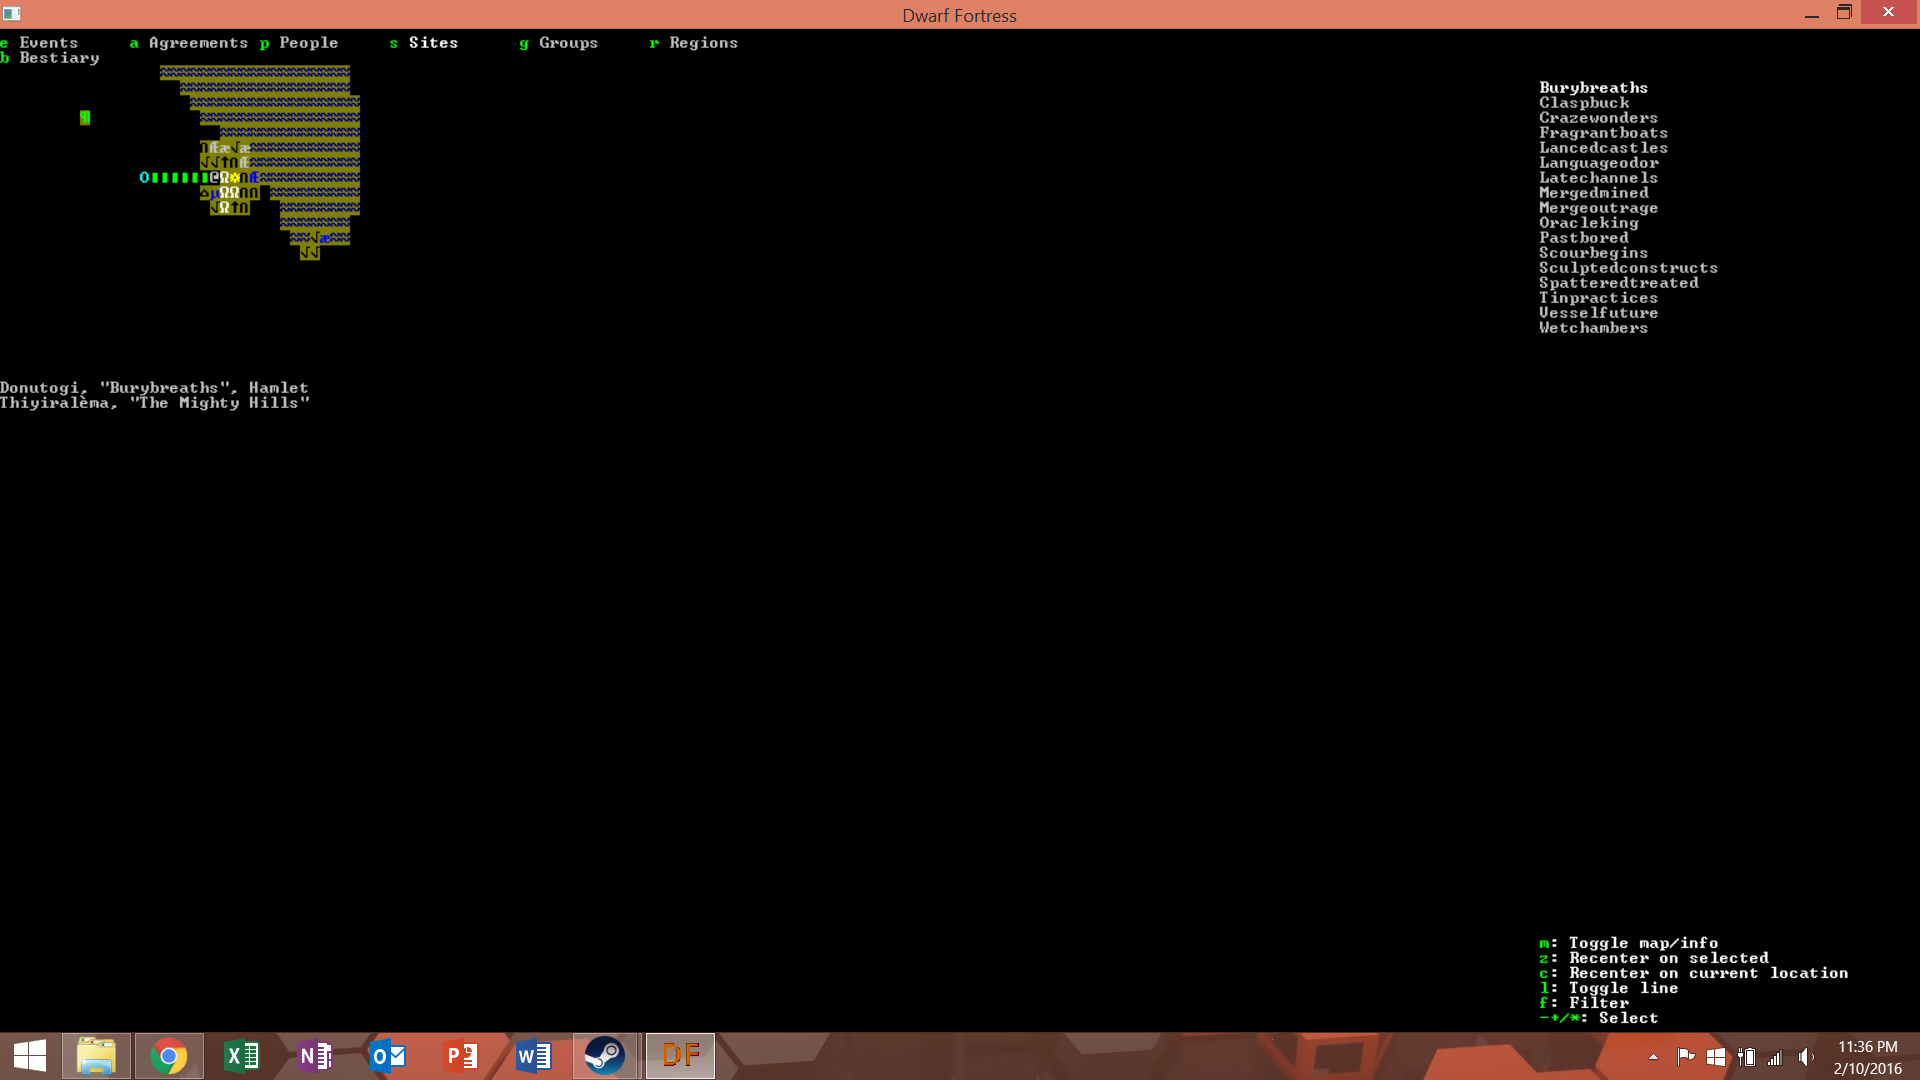 Dwarf Fortress
e Events a Agreements p People s Sites g Groups r Regions
b Bestiary
Burybreaths
Claspbuck
Crazewonders
Fragrantboats
Lancedcastles
Languageodor
Latechannels
Mergedmined
Mergeoutrage
Oracleking
Pastbored
Scourbegins
Sculptedconstructs
Spatteredtreated
Tinpractices
Vesselfuture
Wetchambers
Donutogi, "Burybreaths", Hamlet
Thiyiralèma, "The Mighty Hills"
m: Toggle map/info
z: Recenter on selected
c: Recenter on current location
l: Toggle line
f: Filter
-+/*: Select
DF
11:36 PM
2/10/2016